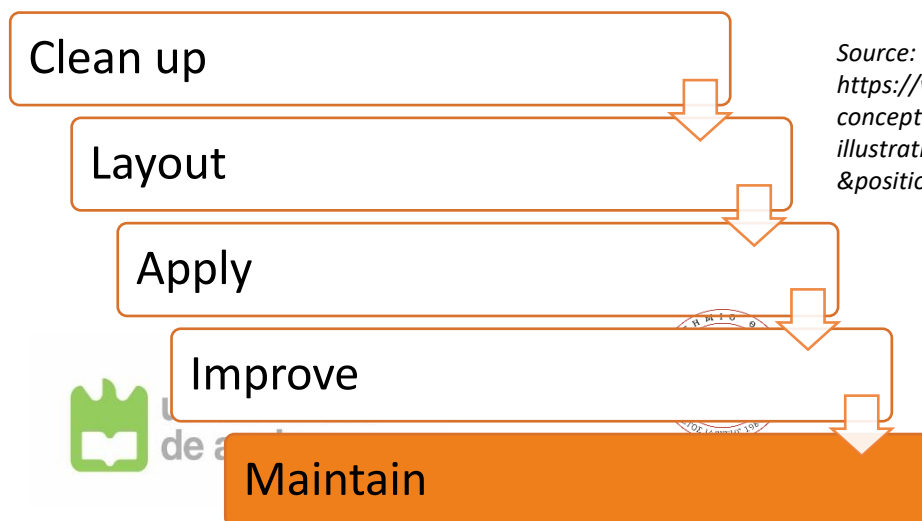 Clean up
Source:
https://
concept
illustrati
&positio
Layout
Apply
Improve
de a
Maintain